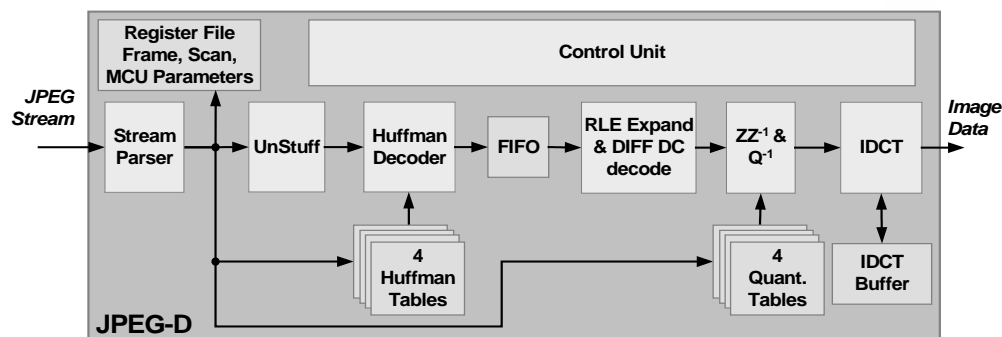 Register File
Frame, Scan,
MCU Parameters
Control Unit
JPEG
Stream
Stream
Parser
UnStuff
Huffman
Decoder
FIFO
RLE Expand
& DIFF DC
decode
ZZ⁻¹ &
Q⁻¹
IDCT
Image
Data
4
Huffman
Tables
4
Quant.
Tables
IDCT
Buffer
JPEG-D